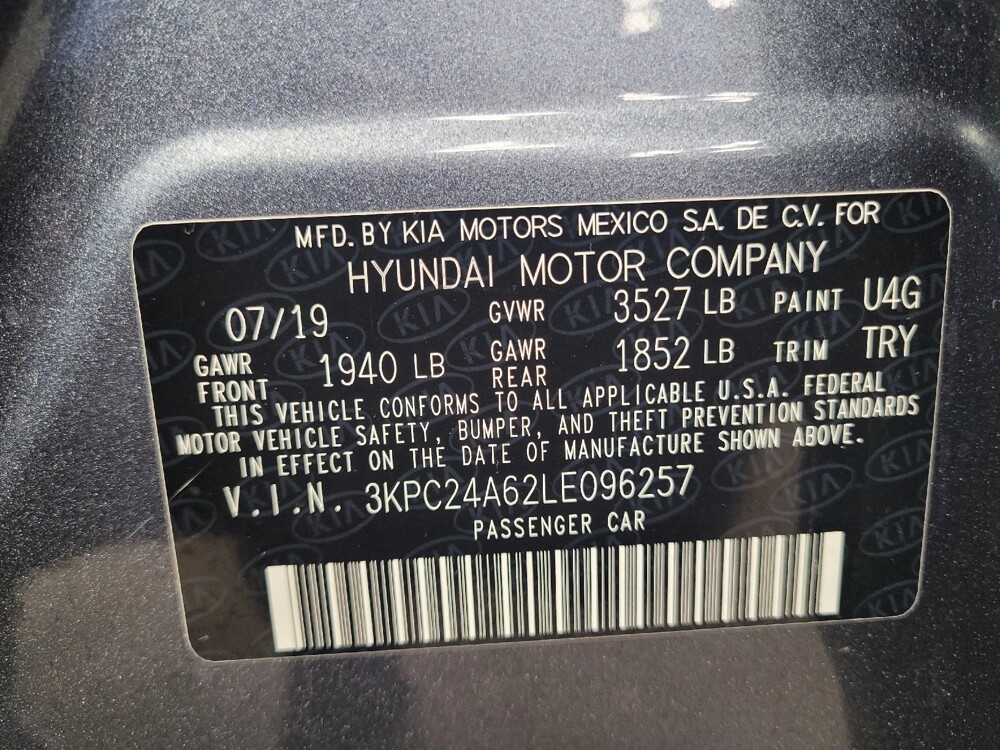 MFD. BY KIA MOTORS MEXICO S.A. DE C.V. FOR
HYUNDAI MOTOR COMPANY
07/19 GVWR 3527 LB PAINT U4G
GAWR FRONT 1940 LB GAWR REAR 1852 LB TRIM TRY
THIS VEHICLE CONFORMS TO ALL APPLICABLE U.S.A. FEDERAL
MOTOR VEHICLE SAFETY, BUMPER, AND THEFT PREVENTION STANDARDS
IN EFFECT ON THE DATE OF MANUFACTURE SHOWN ABOVE.
V.I.N. 3KPC24A62LE096257
PASSENGER CAR